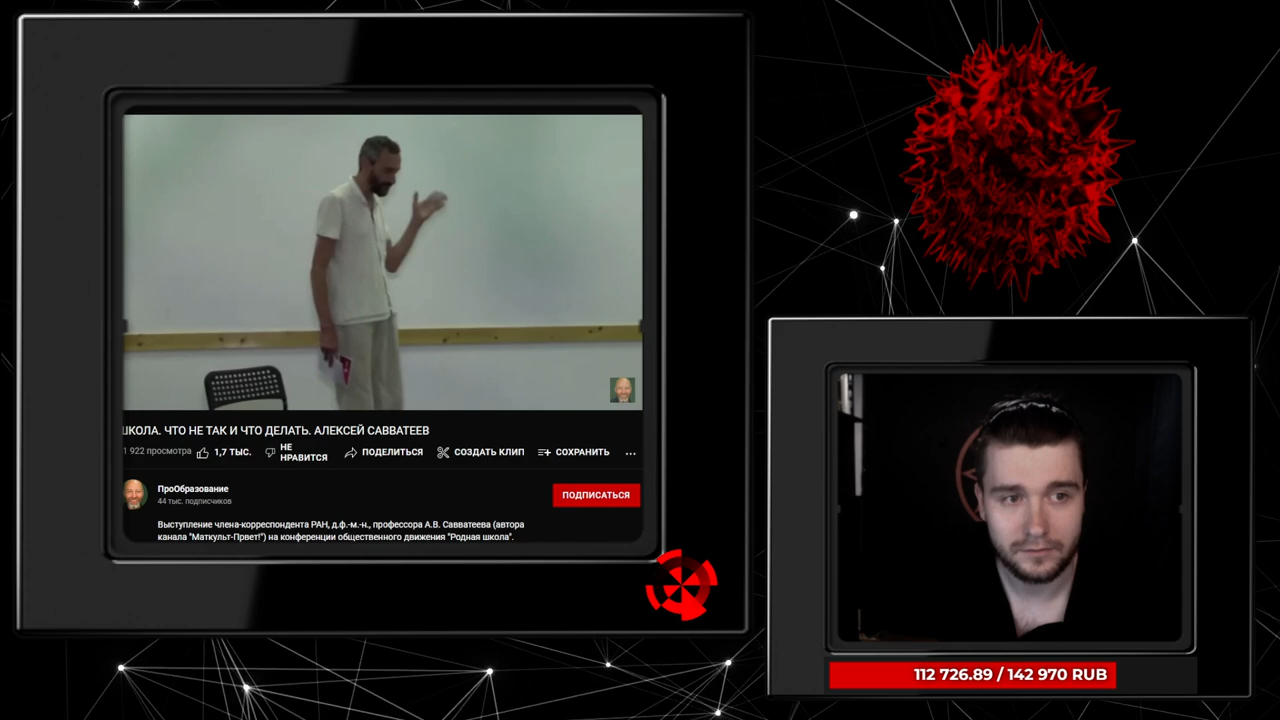 ШКОЛА. ЧТО НЕ ТАК И ЧТО ДЕЛАТЬ. АЛЕКСЕЙ САВВАТЕЕВ
1 922 просмотра 1,7 ТЫС. НЕ НРАВИТСЯ ПОДЕЛИТЬСЯ СОЗДАТЬ КЛИП СОХРАНИТЬ ...
ПроОбразование
44 тыс. подписчиков
ПОДПИСАТЬСЯ
Выступление члена-корреспондента РАН, д.ф.-м.-н., профессора А.В. Савватеева (автора
канала "Маткульт-Првет!") на конференции общественного движения "Родная школа".
112 726.89 / 142 970 RUB